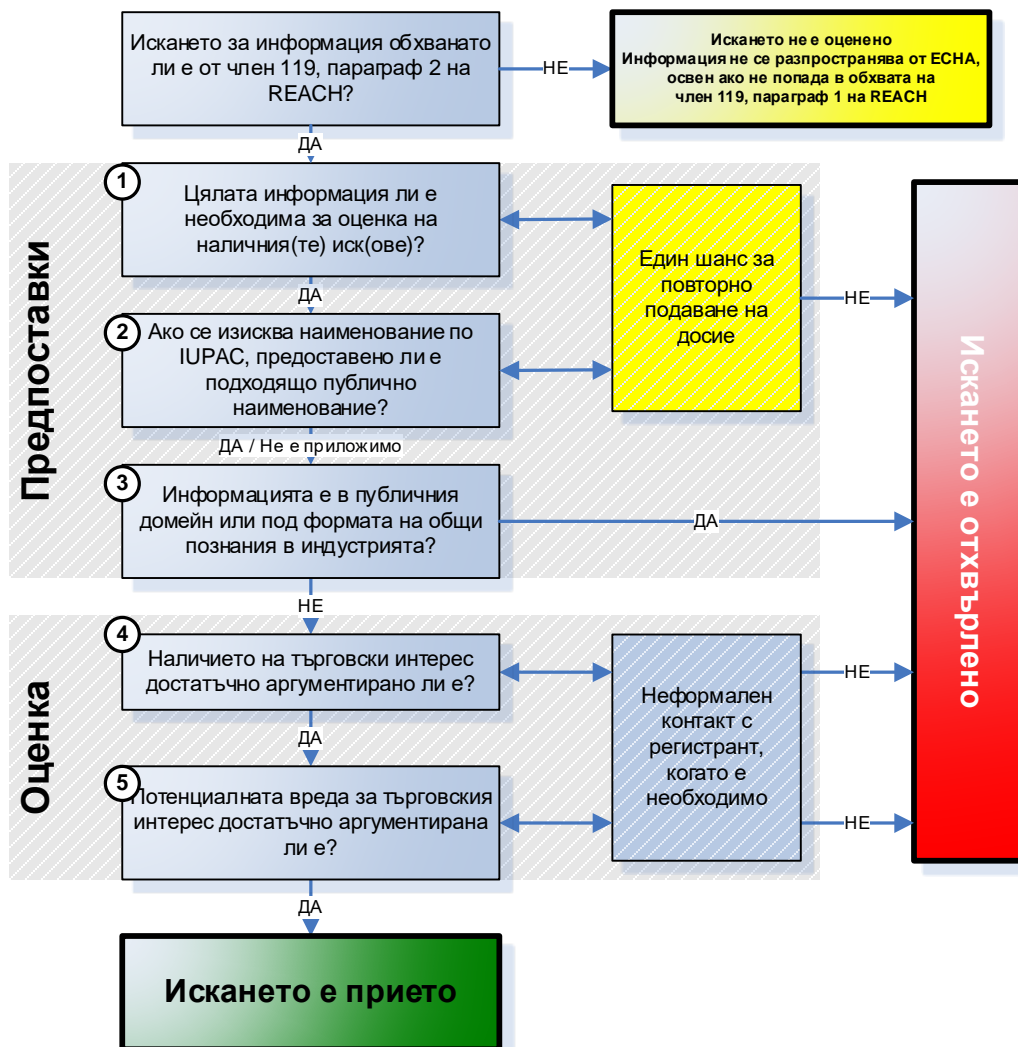 Искането за информация обхванато
ли е от член 119, параграф 2 на
REACH?
НЕ
Искането не е оценено
Информация не се разпространява от ECHA,
освен ако не попада в обхвата на
член 119, параграф 1 на REACH
ДА
Предпоставки
1
Цялата информация ли е
необходима за оценка на
наличния(те) иск(ове)?
Един шанс за
повторно
подаване на
досие
НЕ
ДА
2
Ако се изисква наименование по
IUPAC, предоставено ли е
подходящо публично
наименование?
ДА / Не е приложимо
3
Информацията е в публичния
домейн или под формата на общи
познания в индустрията?
ДА
Искането е отхвърлено
НЕ
Оценка
4
Наличието на търговски интерес
достатъчно аргументирано ли е?
Неформален
контакт с
регистрант,
когато е
необходимо
НЕ
ДА
5
Потенциалната вреда за търговския
интерес достатъчно аргументирана
ли е?
НЕ
ДА
Искането е прието